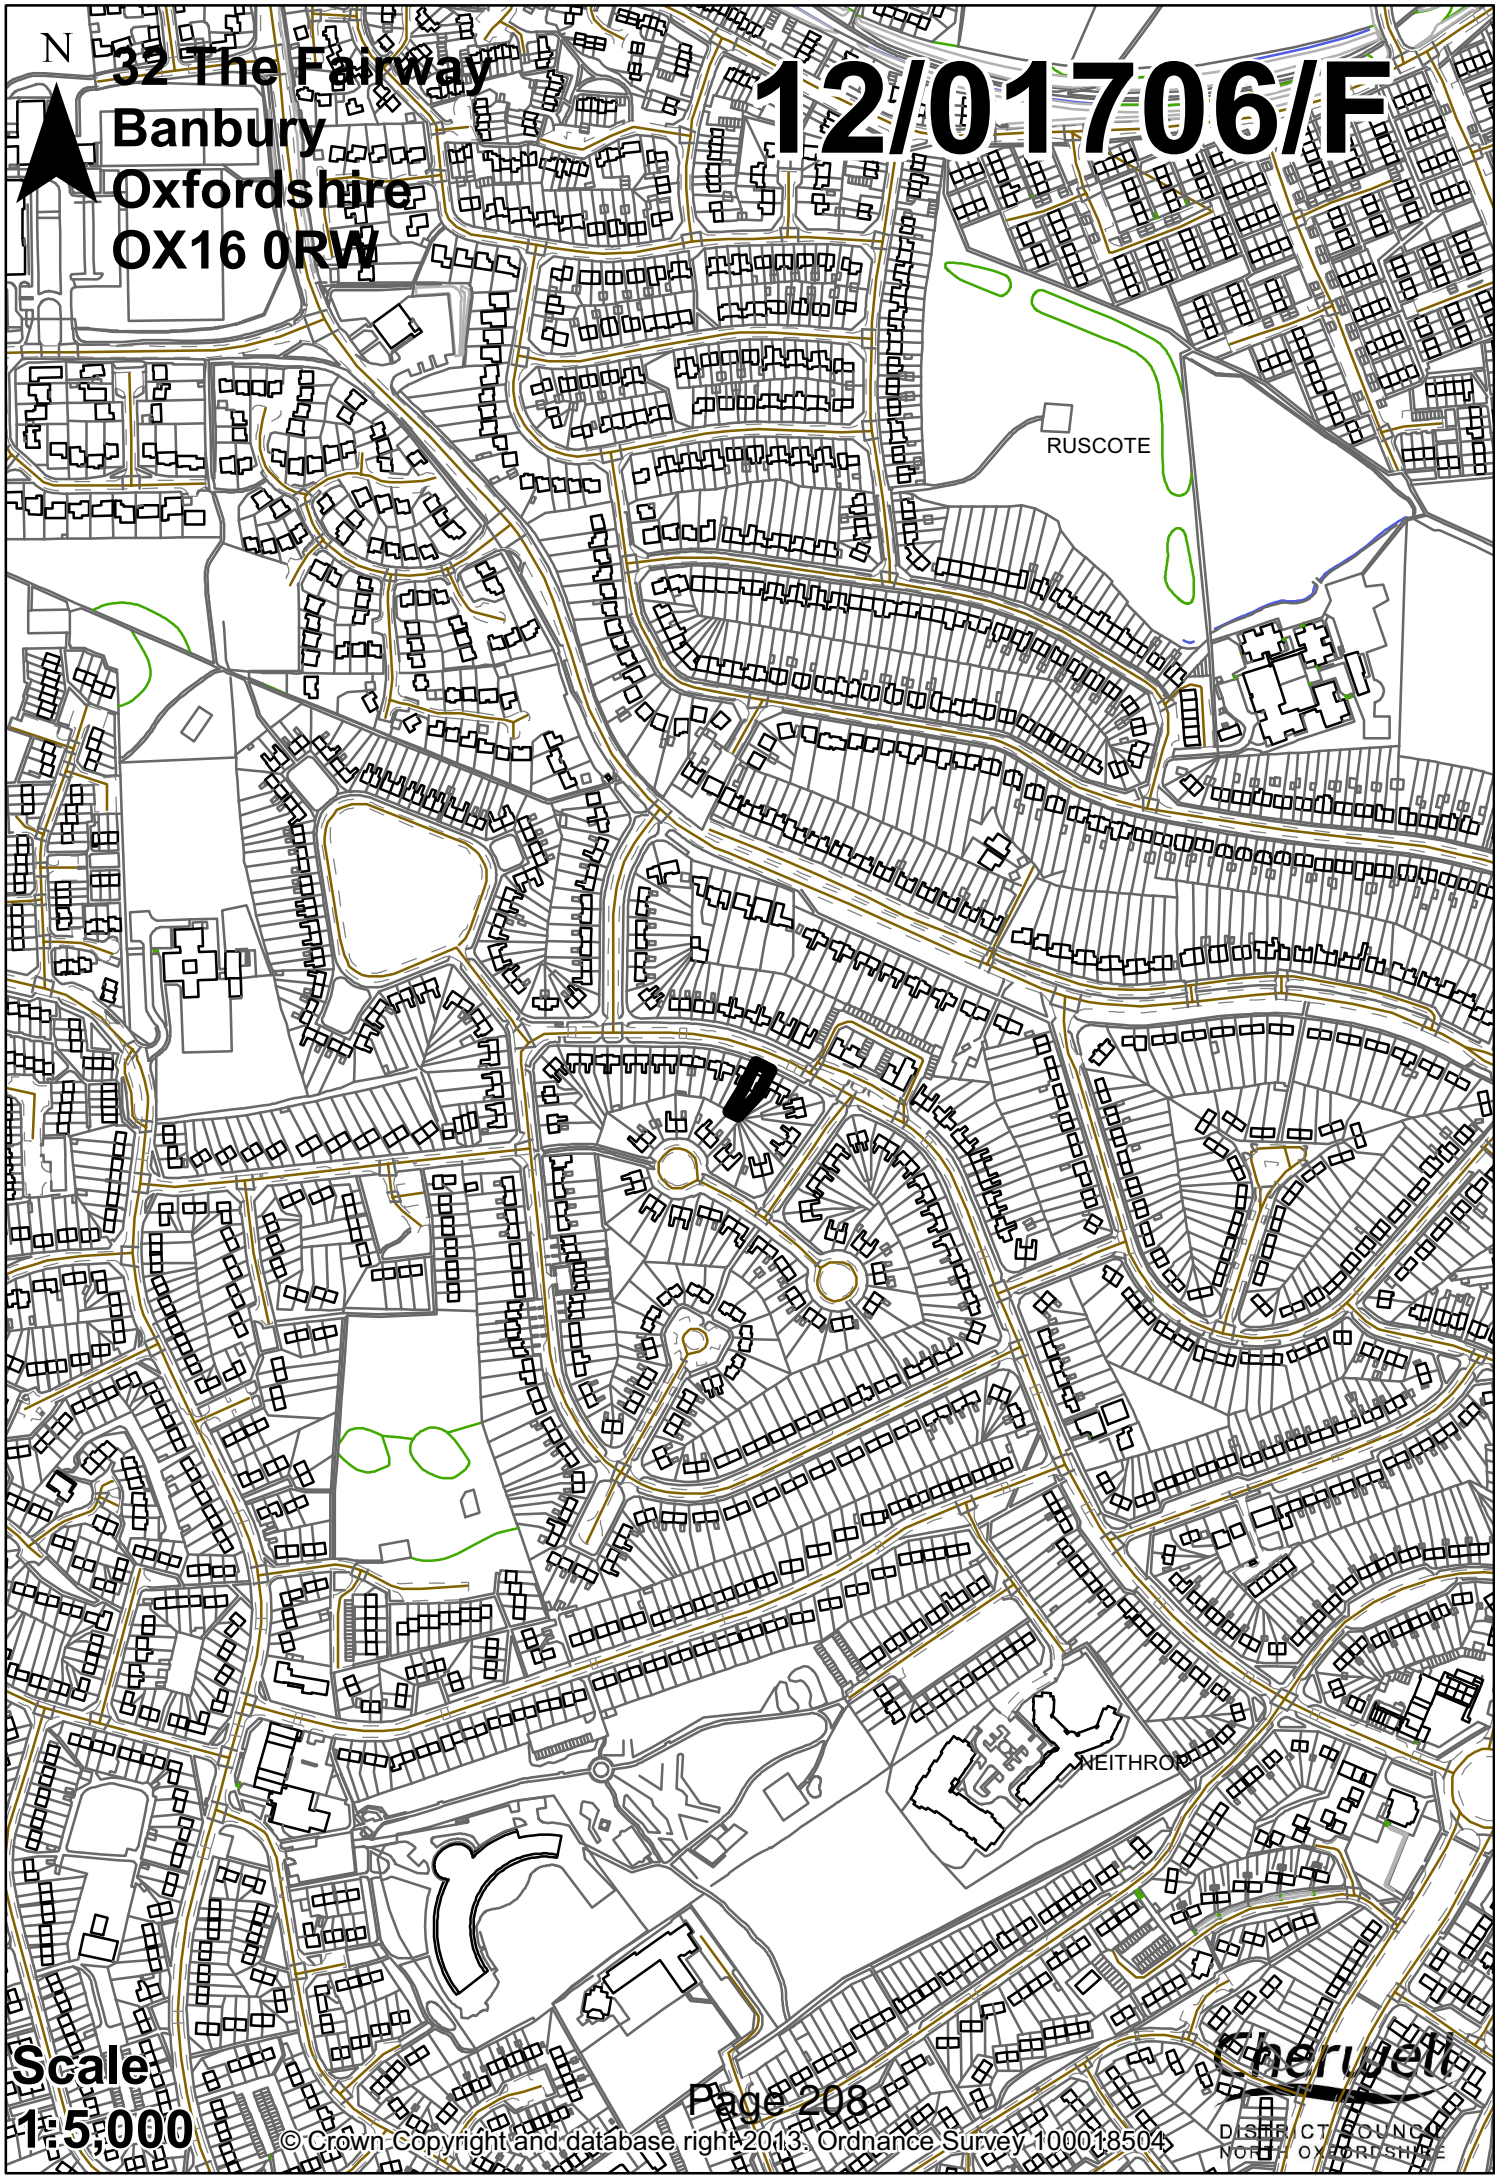 N
32 The Fairway
Banbury
Oxfordshire
OX16 0RW
12/01706/F
RUSCOTE
NEITHROP
Scale
1:5,000
Page 208
© Crown Copyright and database right 2013. Ordnance Survey 100018504
Cherwell
DISTRICT COUNCIL
NORTH OXFORDSHIRE